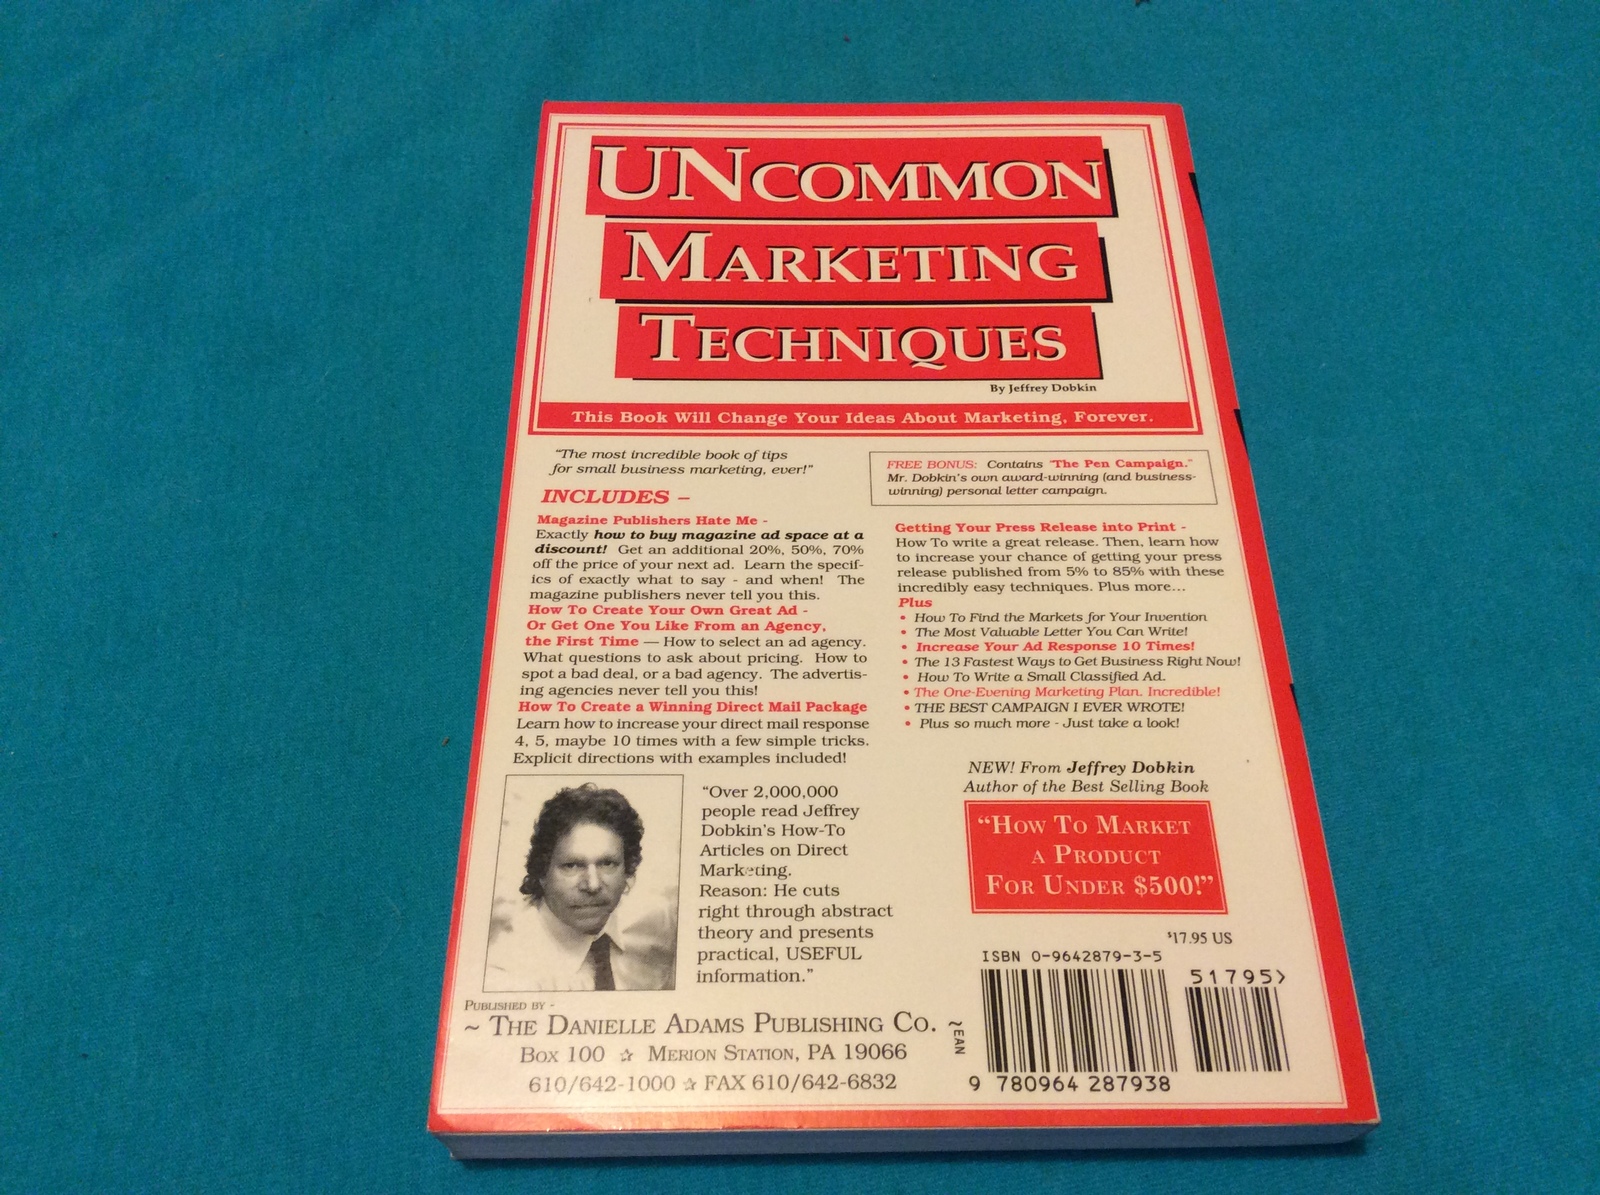 UNCOMMON
MARKETING
TECHNIQUES
By Jeffrey Dobkin
This Book Will Change Your Ideas About Marketing, Forever.
"The most incredible book of tips
for small business marketing, ever!"
INCLUDES –
Magazine Publishers Hate Me -
Exactly how to buy magazine ad space at a
discount! Get an additional 20%, 50%, 70%
off the price of your next ad. Learn the specif-
ics of exactly what to say - and when! The
magazine publishers never tell you this.
How To Create Your Own Great Ad -
Or Get One You Like From an Agency,
the First Time — How to select an ad agency.
What questions to ask about pricing. How to
spot a bad deal, or a bad agency. The advertis-
ing agencies never tell you this!
How To Create a Winning Direct Mail Package
Learn how to increase your direct mail response
4, 5, maybe 10 times with a few simple tricks.
Explicit directions with examples included!
FREE BONUS: Contains "The Pen Campaign."
Mr. Dobkin's own award-winning (and business-
winning) personal letter campaign.
Getting Your Press Release into Print -
How To write a great release. Then, learn how
to increase your chance of getting your press
release published from 5% to 85% with these
incredibly easy techniques. Plus more...
Plus
• How To Find the Markets for Your Invention
• The Most Valuable Letter You Can Write!
• Increase Your Ad Response 10 Times!
• The 13 Fastest Ways to Get Business Right Now!
• How To Write a Small Classified Ad.
• The One-Evening Marketing Plan. Incredible!
• THE BEST CAMPAIGN I EVER WROTE!
• Plus so much more - Just take a look!
"Over 2,000,000
people read Jeffrey
Dobkin's How-To
Articles on Direct
Marketing.
Reason: He cuts
right through abstract
theory and presents
practical, USEFUL
information."
NEW! From Jeffrey Dobkin
Author of the Best Selling Book
"HOW TO MARKET
A PRODUCT
FOR UNDER $500!"
$17.95 US
ISBN 0-9642879-3-5
51795>
EAN
9 780964 287938
PUBLISHED BY -
~ THE DANIELLE ADAMS PUBLISHING CO. ~
BOX 100 ☆ MERION STATION, PA 19066
610/642-1000 ☆ FAX 610/642-6832